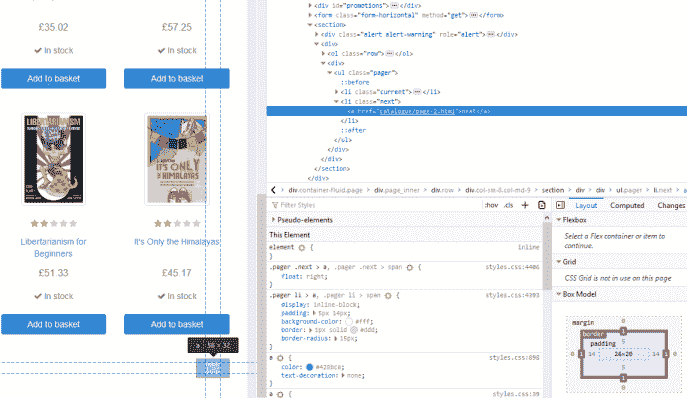 £35.02 £57.25
In stock In stock
Add to basket Add to basket
LIBERTARIANISM
IT'S ONLY
THE HIMALAYAS
Libertarianism for
Beginners
It's Only the Himalayas
£51.33 £45.17
In stock In stock
Add to basket Add to basket
<div id="promotions"> </div>
<form class="form-horizontal" method="get"> </form>
<section>
<div class="alert alert-warning" role="alert"> </div>
<div>
<ol class="row"> </ol>
<div>
<ul class="pager">
::before
<li class="current"> </li>
<li class="next">
<a href="catalogue/page-2.html">next</a>
</li>
::after
</ul>
</div>
</div>
</section>
</div>
div.container-fluid.page > div.page_inner > div.row > div.col-sm-8.col-md-9 > section > div > div > ul.pager > li.next > a
Filter Styles :hov .cls +
Pseudo-elements
This Element
element { inline
}
.pager .next > a, .pager .next > span { styles.css:4406
float: right;
}
.pager li > a, .pager li > span { styles.css:4393
display: inline-block;
padding: 5px 14px;
background-color: #fff;
border: 1px solid #ddd;
border-radius: 15px;
}
a { styles.css:896
color: #428bca;
text-decoration: none;
}
a { styles.css:39
Layout Computed Changes
Flexbox
Select a Flex container or item to
continue.
Grid
CSS Grid is not in use on this page
Box Model
margin 0
border 1
padding 5
0 1 14 26×20 14 1 0
5
1
0